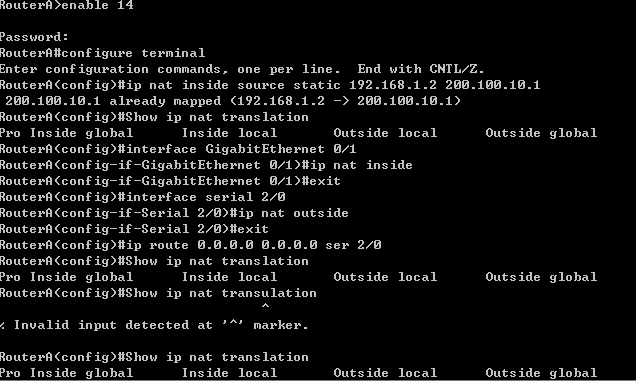 RouterA>enable 14
Password:
RouterA#configure terminal
Enter configuration commands, one per line.  End with CNTL/Z.
RouterA(config)#ip nat inside source static 192.168.1.2 200.100.10.1
 200.100.10.1 already mapped (192.168.1.2 -> 200.100.10.1)
RouterA(config)#Show ip nat translation
Pro Inside global      Inside local       Outside local      Outside global
RouterA(config)#interface GigabitEthernet 0/1
RouterA(config-if-GigabitEthernet 0/1)#ip nat inside
RouterA(config-if-GigabitEthernet 0/1)#exit
RouterA(config)#interface serial 2/0
RouterA(config-if-Serial 2/0)#ip nat outside
RouterA(config-if-Serial 2/0)#exit
RouterA(config)#ip route 0.0.0.0 0.0.0.0 ser 2/0
RouterA(config)#Show ip nat translation
Pro Inside global      Inside local       Outside local      Outside global
RouterA(config)#Show ip nat transulation
                                 ^
% Invalid input detected at '^' marker.
RouterA(config)#Show ip nat translation
Pro Inside global      Inside local       Outside local      Outside global